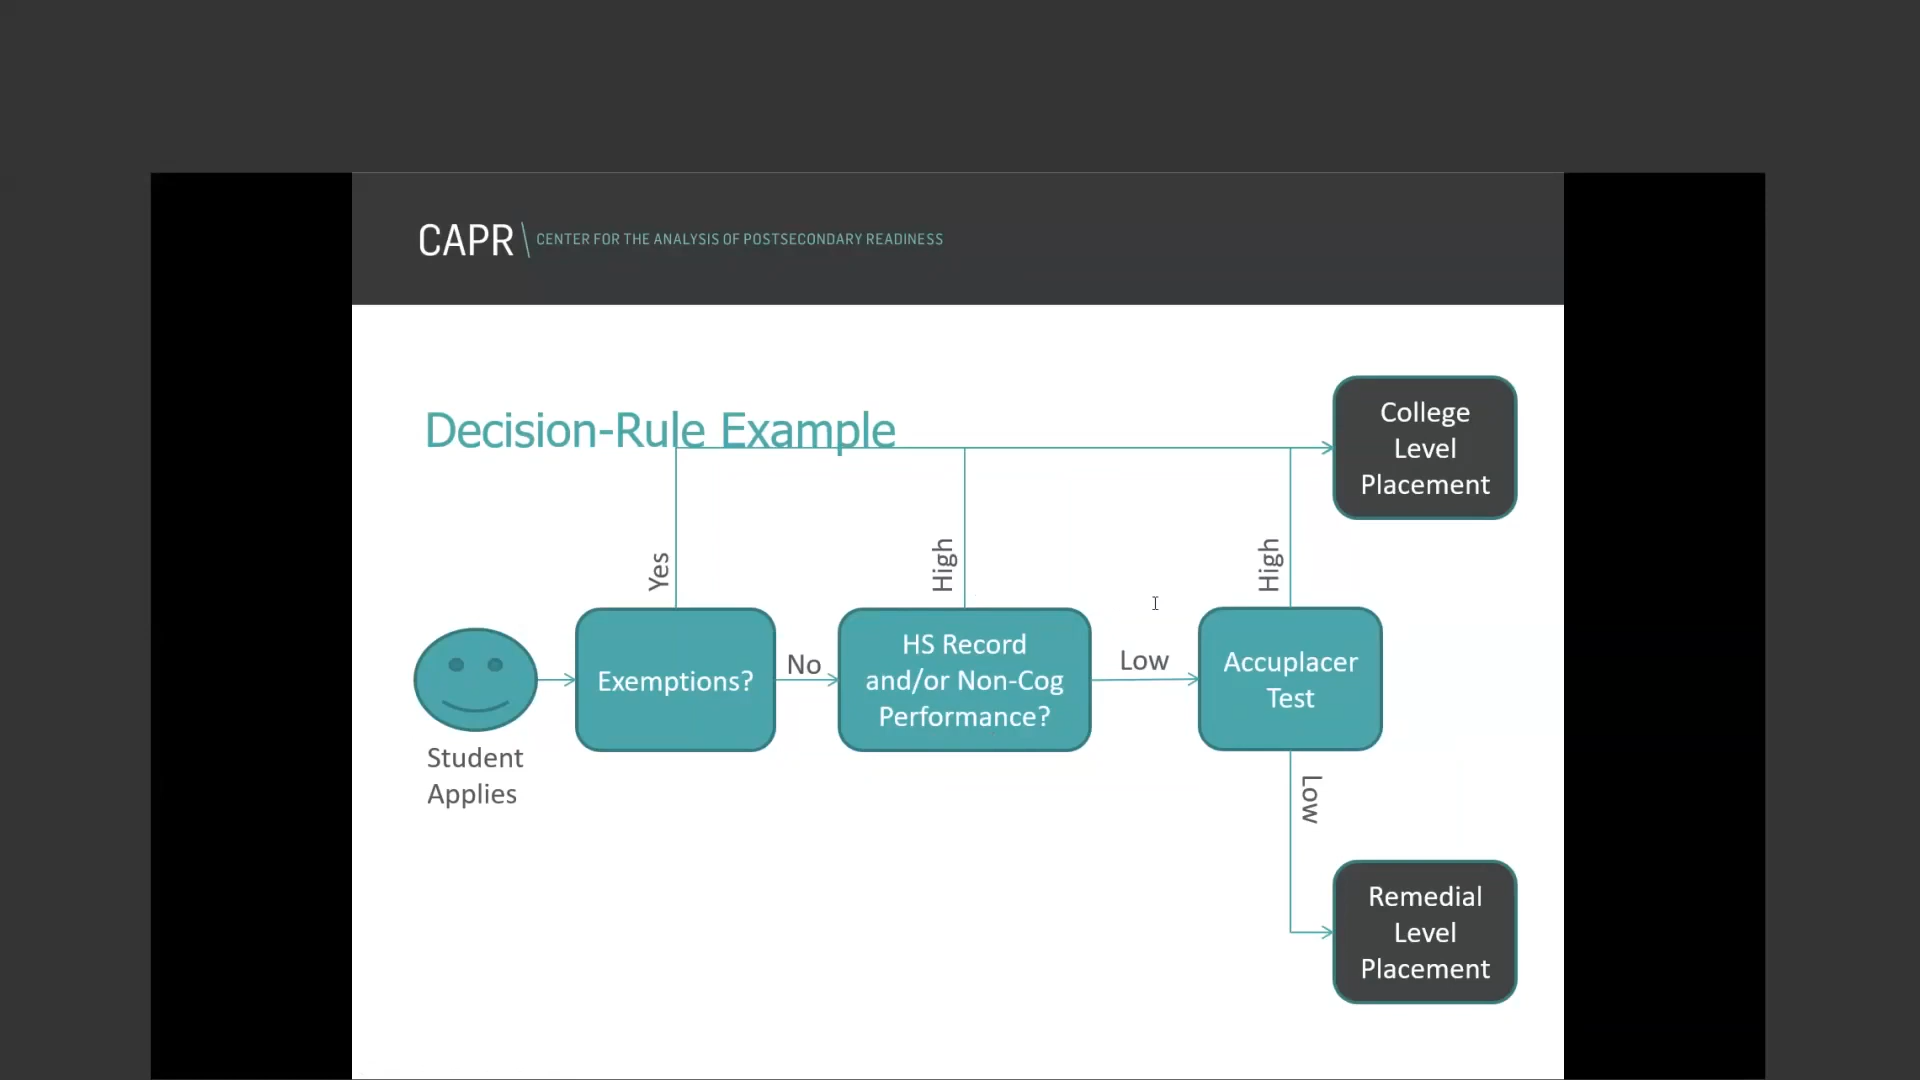 CAPR
CENTER FOR THE ANALYSIS OF POSTSECONDARY READINESS
Decision-Rule Example
College
Level
Placement
Yes
High
High
Student
Applies
Exemptions?
No
HS Record
and/or Non-Cog
Performance?
Low
Accuplacer
Test
Low
Remedial
Level
Placement